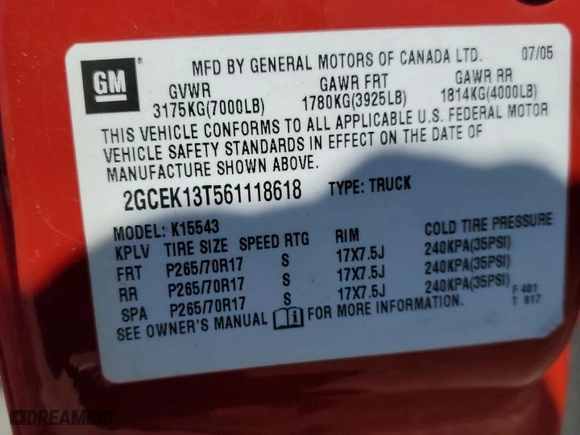 GM
MFD BY GENERAL MOTORS OF CANADA LTD. 07/05
GVWR GAWR FRT GAWR RR
3175KG(7000LB) 1780KG(3925LB) 1814KG(4000LB)
THIS VEHICLE CONFORMS TO ALL APPLICABLE U.S. FEDERAL MOTOR
VEHICLE SAFETY STANDARDS IN EFFECT ON THE DATE OF
MANUFACTURE SHOWN ABOVE.
2GCEK13T561118618 TYPE: TRUCK
MODEL: K15543
KPLV TIRE SIZE SPEED RTG RIM COLD TIRE PRESSURE
FRT P265/70R17 S 17X7.5J 240KPA(35PSI)
RR P265/70R17 S 17X7.5J 240KPA(35PSI)
SPA P265/70R17 S 17X7.5J 240KPA(35PSI)
F 401
T 817
SEE OWNER'S MANUAL FOR MORE INFORMATION.
DREAMBID